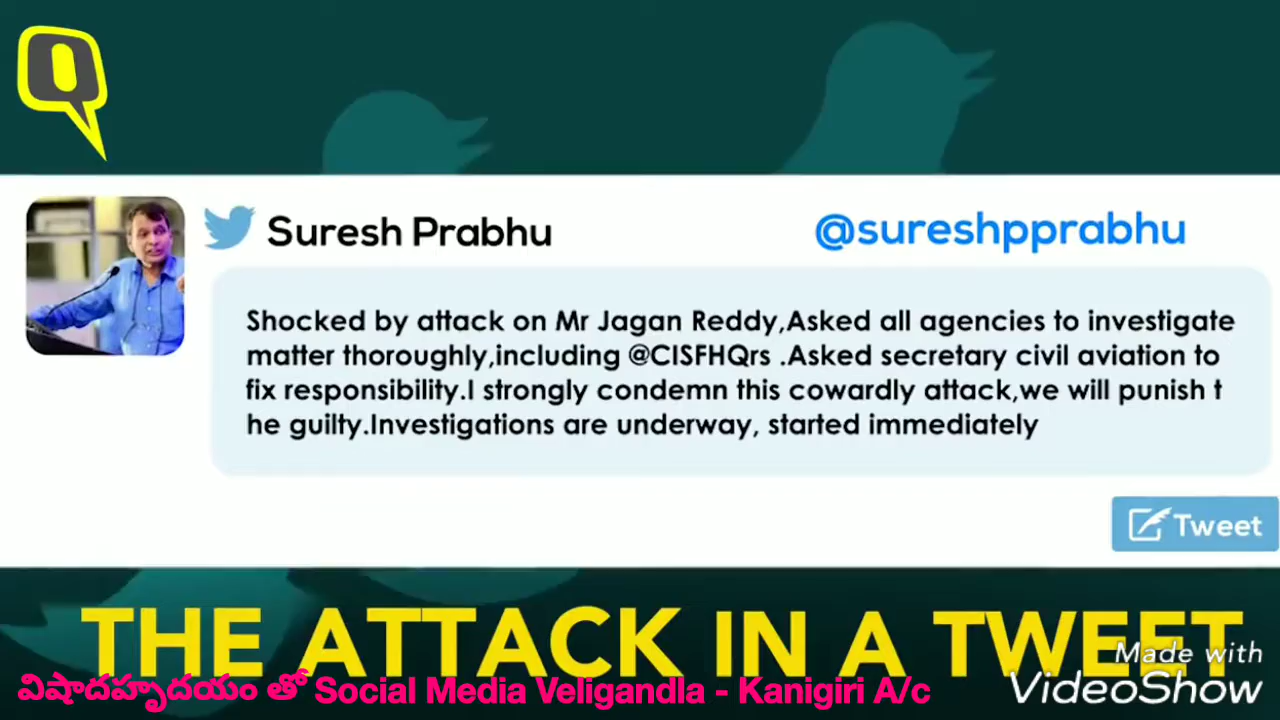 Q
Suresh Prabhu
@sureshpprabhu
Shocked by attack on Mr Jagan Reddy,Asked all agencies to investigate
matter thoroughly,including @CISFHQrs .Asked secretary civil aviation to
fix responsibility.I strongly condemn this cowardly attack,we will punish t
he guilty.Investigations are underway, started immediately
Tweet
THE ATTACK IN A TWEET
Made with
VideoShow
విషాదహృదయం తో Social Media Veligandla - Kanigiri A/c